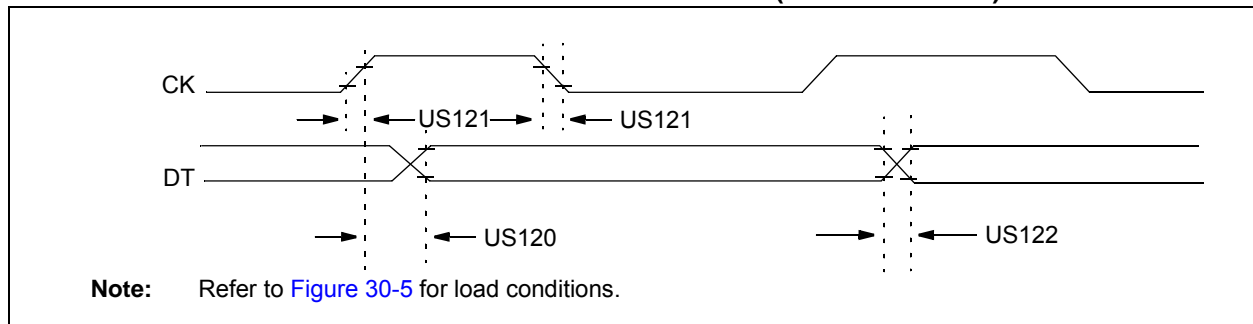 CK
US121
US121
DT
US120
US122
Note: Refer to Figure 30-5 for load conditions.